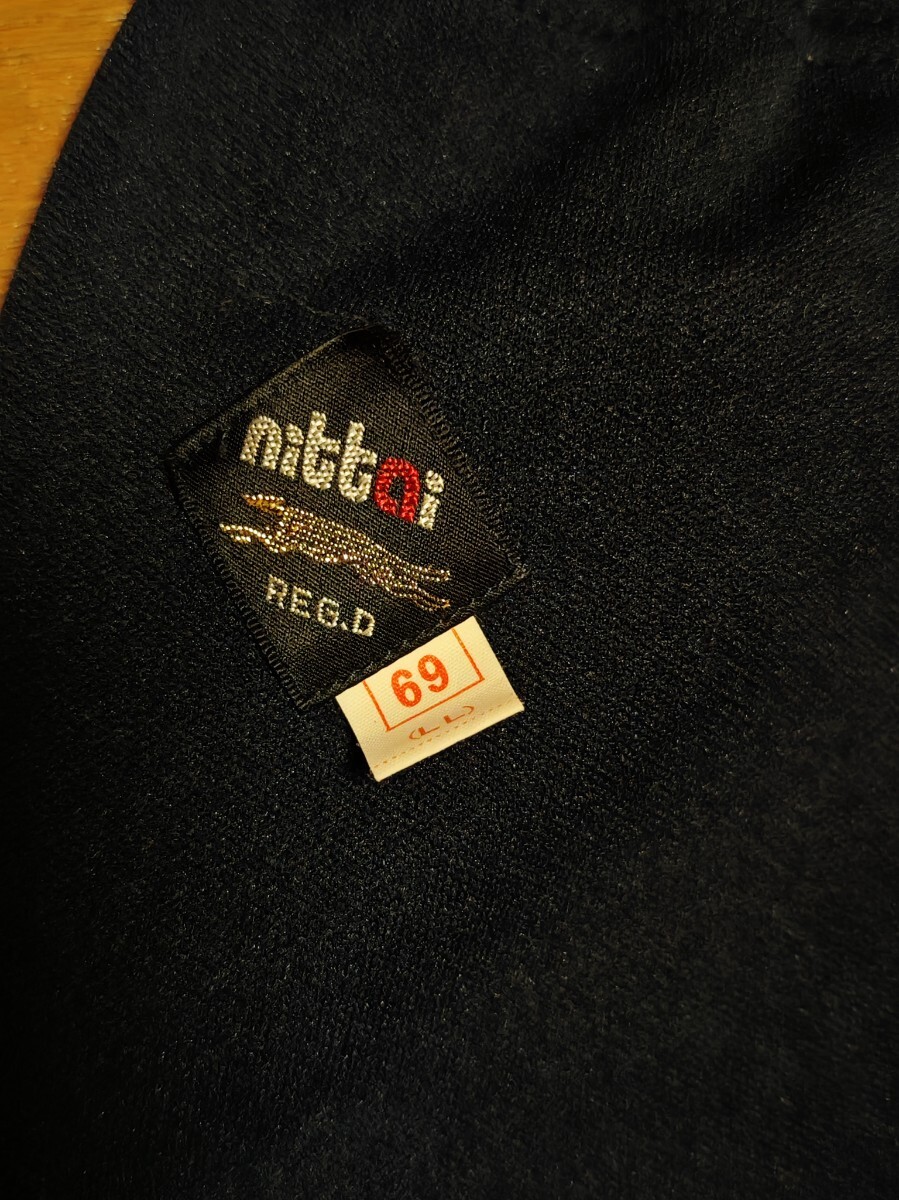 nittai
REG.D
69
(LL)